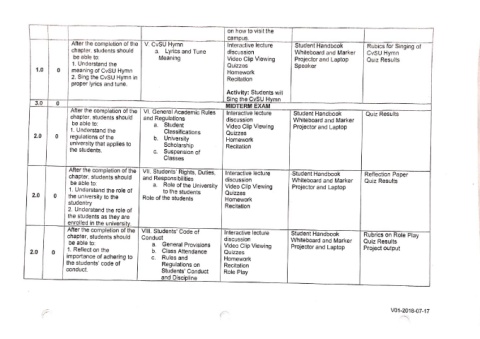 on how to visit the
campus.
1.0
0
After the completion of the
chapter, students should
be able to:
1. Understand the
meaning of CvSU Hymn
2. Sing the CvSU Hymn in
proper lyrics and tune.
V. CvSU Hymn
a. Lyrics and Tune
Meaning
Interactive lecture
discussion
Video Clip Viewing
Quizzes
Homework
Recitation
Activity: Students will
Sing the CvSU Hymn
Student Handbook
Whiteboard and Marker
Projector and Laptop
Speaker
Rubrics for Singing of
CvSU Hymn
Quiz Results
3.0
0
MIDTERM EXAM
2.0
0
After the completion of the
chapter, students should
be able to:
1. Understand the
regulations of the
university that applies to
the students.
VI. General Academic Rules
and Regulations
a. Student
Classifications
b. University
Scholarship
c. Suspension of
Classes
Interactive lecture
discussion
Video Clip Viewing
Quizzes
Homework
Recitation
Student Handbook
Whiteboard and Marker
Projector and Laptop
Quiz Results
2.0
0
After the completion of the
chapter, students should
be able to:
1. Understand the role of
the university to the
studentry
2. Understand the role of
the students as they are
enrolled in the university.
VII. Students' Rights, Duties,
and Responsibilities
a. Role of the University
to the students
Role of the students
Interactive lecture
discussion
Video Clip Viewing
Quizzes
Homework
Recitation
Student Handbook
Whiteboard and Marker
Projector and Laptop
Reflection Paper
Quiz Results
2.0
0
After the completion of the
chapter, students should
be able to:
1. Reflect on the
importance of adhering to
the students' code of
conduct.
VIII. Students' Code of
Conduct
a. General Provisions
b. Class Attendance
c. Rules and
Regulations on
Students' Conduct
and Discipline
Interactive lecture
discussion
Video Clip Viewing
Quizzes
Homework
Recitation
Role Play
Student Handbook
Whiteboard and Marker
Projector and Laptop
Rubrics on Role Play
Quiz Results
Project output
V01-2018-07-17